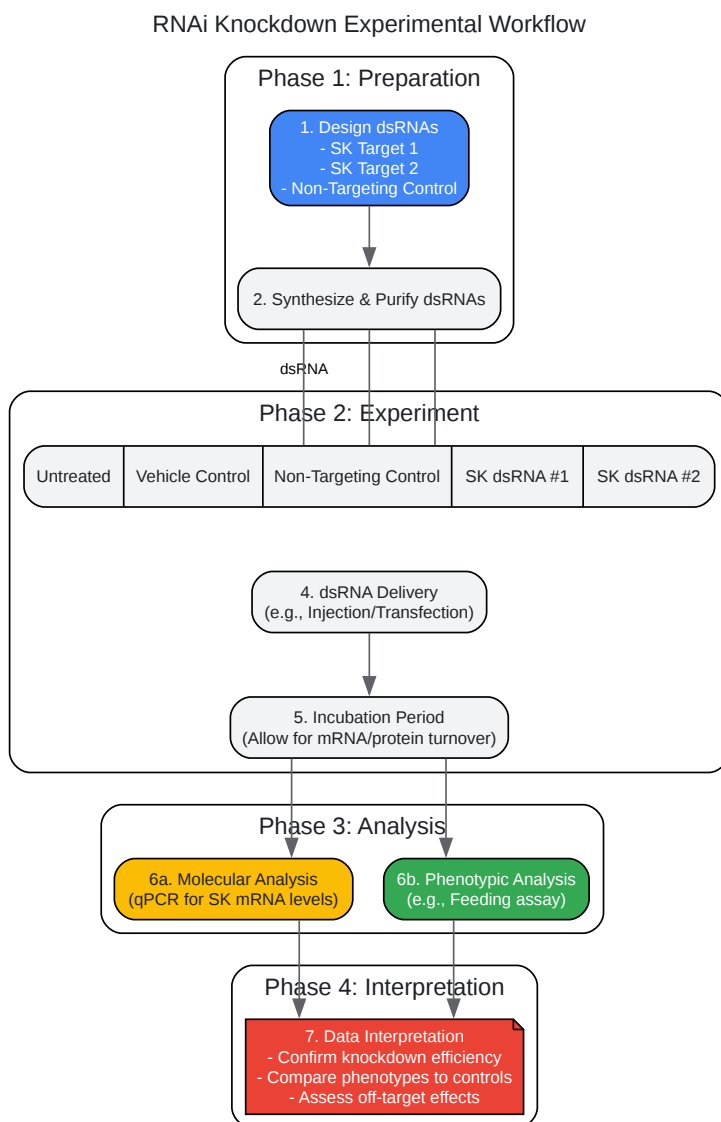 RNAi Knockdown Experimental Workflow
Phase 1: Preparation
1. Design dsRNAs
- SK Target 1
- SK Target 2
- Non-Targeting Control
2. Synthesize & Purify dsRNAs
dsRNA
Phase 2: Experiment
Untreated
Vehicle Control
Non-Targeting Control
SK dsRNA #1
SK dsRNA #2
4. dsRNA Delivery
(e.g., Injection/Transfection)
5. Incubation Period
(Allow for mRNA/protein turnover)
Phase 3: Analysis
6a. Molecular Analysis
(qPCR for SK mRNA levels)
6b. Phenotypic Analysis
(e.g., Feeding assay)
Phase 4: Interpretation
7. Data Interpretation
- Confirm knockdown efficiency
- Compare phenotypes to controls
- Assess off-target effects